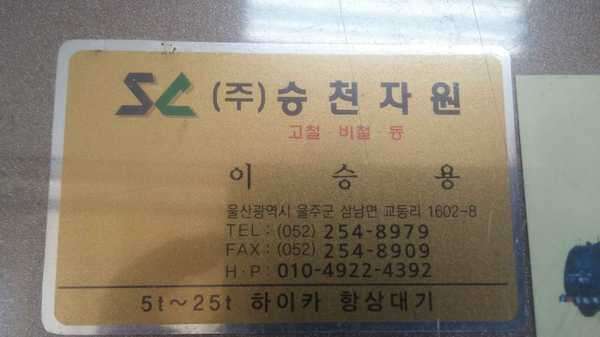 SC (주)승천자원
고철 비철 동
이 승 용
울산광역시 울주군 삼남면 교동리 1602-8
TEL : (052) 254-8979
FAX : (052) 254-8909
H·P : 010-4922-4392
5t~25t 하이카 항상대기